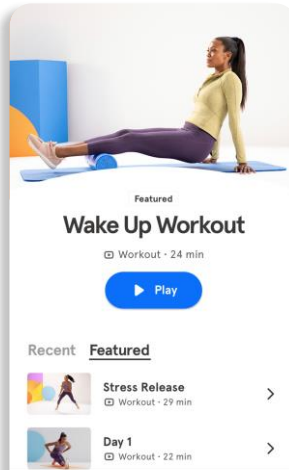 Featured
Wake Up Workout
Workout · 24 min
Play
Recent Featured
Stress Release
Workout · 29 min
Day 1
Workout · 22 min